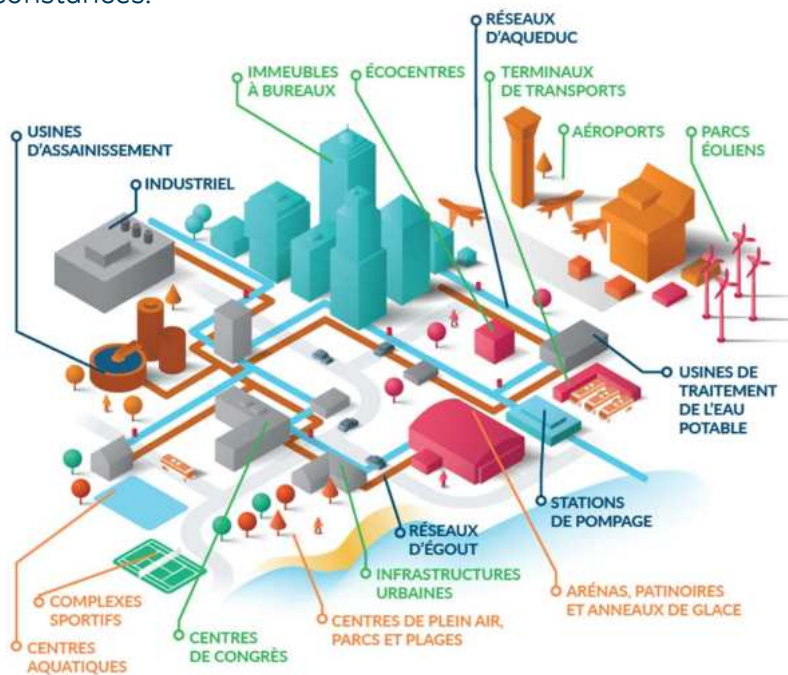 RÉSEAUX
D'AQUEDUC
IMMEUBLES
À BUREAUX
ÉCOCENTRES
TERMINAUX
DE TRANSPORTS
USINES
D'ASSAINISSEMENT
AÉROPORTS
PARCS
ÉOLIENS
INDUSTRIEL
USINES DE
TRAITEMENT
DE L'EAU
POTABLE
STATIONS
DE POMPAGE
RÉSEAUX
D'ÉGOUT
INFRASTRUCTURES
URBAINES
ARÉNAS, PATINOIRES
ET ANNEAUX DE GLACE
COMPLEXES
SPORTIFS
CENTRES DE PLEIN AIR,
PARCS ET PLAGES
CENTRES
DE CONGRÈS
CENTRES
AQUATIQUES